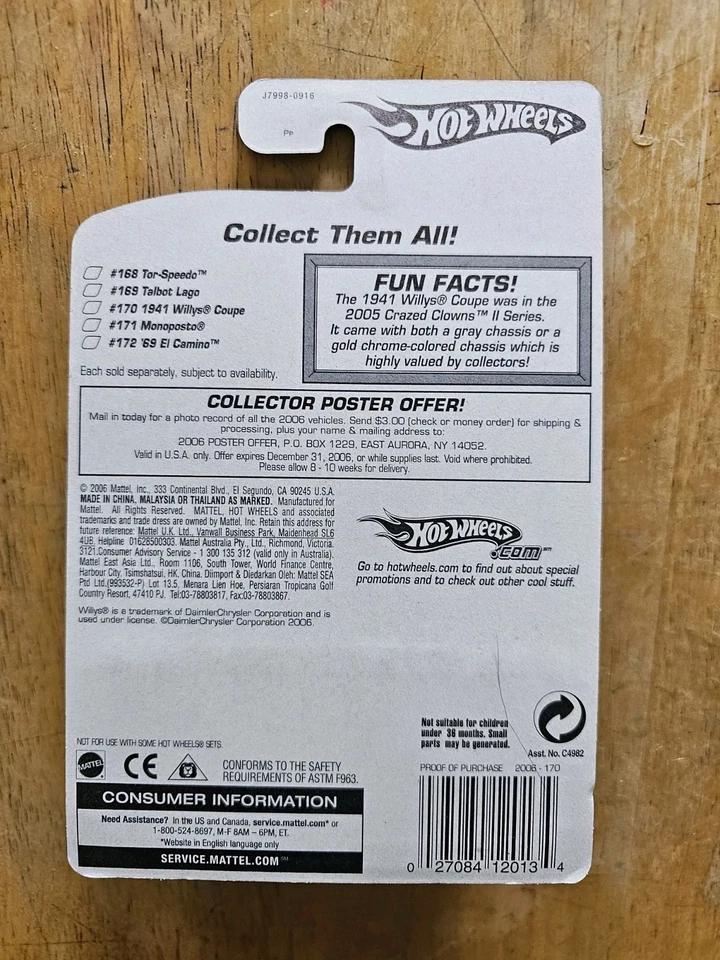 J7998-0916
Pe
HOT WHEELS
Collect Them All!
#168 Tor-Speedo™
#169 Talbot Lago
#170 1941 Willys® Coupe
#171 Monoposto®
#172 '69 El Camino™
Each sold separately, subject to availability.
FUN FACTS!
The 1941 Willys® Coupe was in the
2005 Crazed Clowns™ II Series.
It came with both a gray chassis or a
gold chrome-colored chassis which is
highly valued by collectors!
COLLECTOR POSTER OFFER!
Mail in today for a photo record of all the 2006 vehicles. Send $3.00 (check or money order) for shipping &
processing, plus your name & mailing address to:
2006 POSTER OFFER, P.O. BOX 1229, EAST AURORA, NY 14052.
Valid in U.S.A. only. Offer expires December 31, 2006, or while supplies last. Void where prohibited.
Please allow 8 - 10 weeks for delivery.
© 2006 Mattel, Inc., 333 Continental Blvd., El Segundo, CA 90245 U.S.A.
MADE IN CHINA, MALAYSIA OR THAILAND AS MARKED. Manufactured for
Mattel. All Rights Reserved. MATTEL, HOT WHEELS and associated
trademarks and trade dress are owned by Mattel, Inc. Retain this address for
future reference: Mattel U.K. Ltd., Vanwall Business Park, Maidenhead SL6
4UB. Helpline 01628500303. Mattel Australia Pty., Ltd., Richmond, Victoria.
3121.Consumer Advisory Service - 1 300 135 312 (valid only in Australia).
Mattel East Asia Ltd., Room 1106, South Tower, World Finance Centre,
Harbour City, Tsimshatsui, HK, China. Diimport & Diedarkan Oleh: Mattel SEA
Ptd Ltd.(993532-P) Lot 13.5, Menara Lien Hoe, Persiaran Tropicana Golf
Country Resort, 47410 PJ. Tel:03-78803817, Fax:03-78803867.
Willys® is a trademark of DaimlerChrysler Corporation and is
used under license. ©DaimlerChrysler Corporation 2006.
HOT WHEELS
.COM℠
Go to hotwheels.com to find out about special
promotions and to check out other cool stuff.
Not suitable for children
under 36 months. Small
parts may be generated.
Asst. No. C4982
NOT FOR USE WITH SOME HOT WHEELS® SETS.
MATTEL
CE
CONFORMS TO THE SAFETY
REQUIREMENTS OF ASTM F963.
CONSUMER INFORMATION
Need Assistance? In the US and Canada, service.mattel.com* or
1-800-524-8697, M-F 8AM – 6PM, ET.
*Website in English language only
SERVICE.MATTEL.COM℠
PROOF OF PURCHASE 2006 - 170
0 27084 12013 4